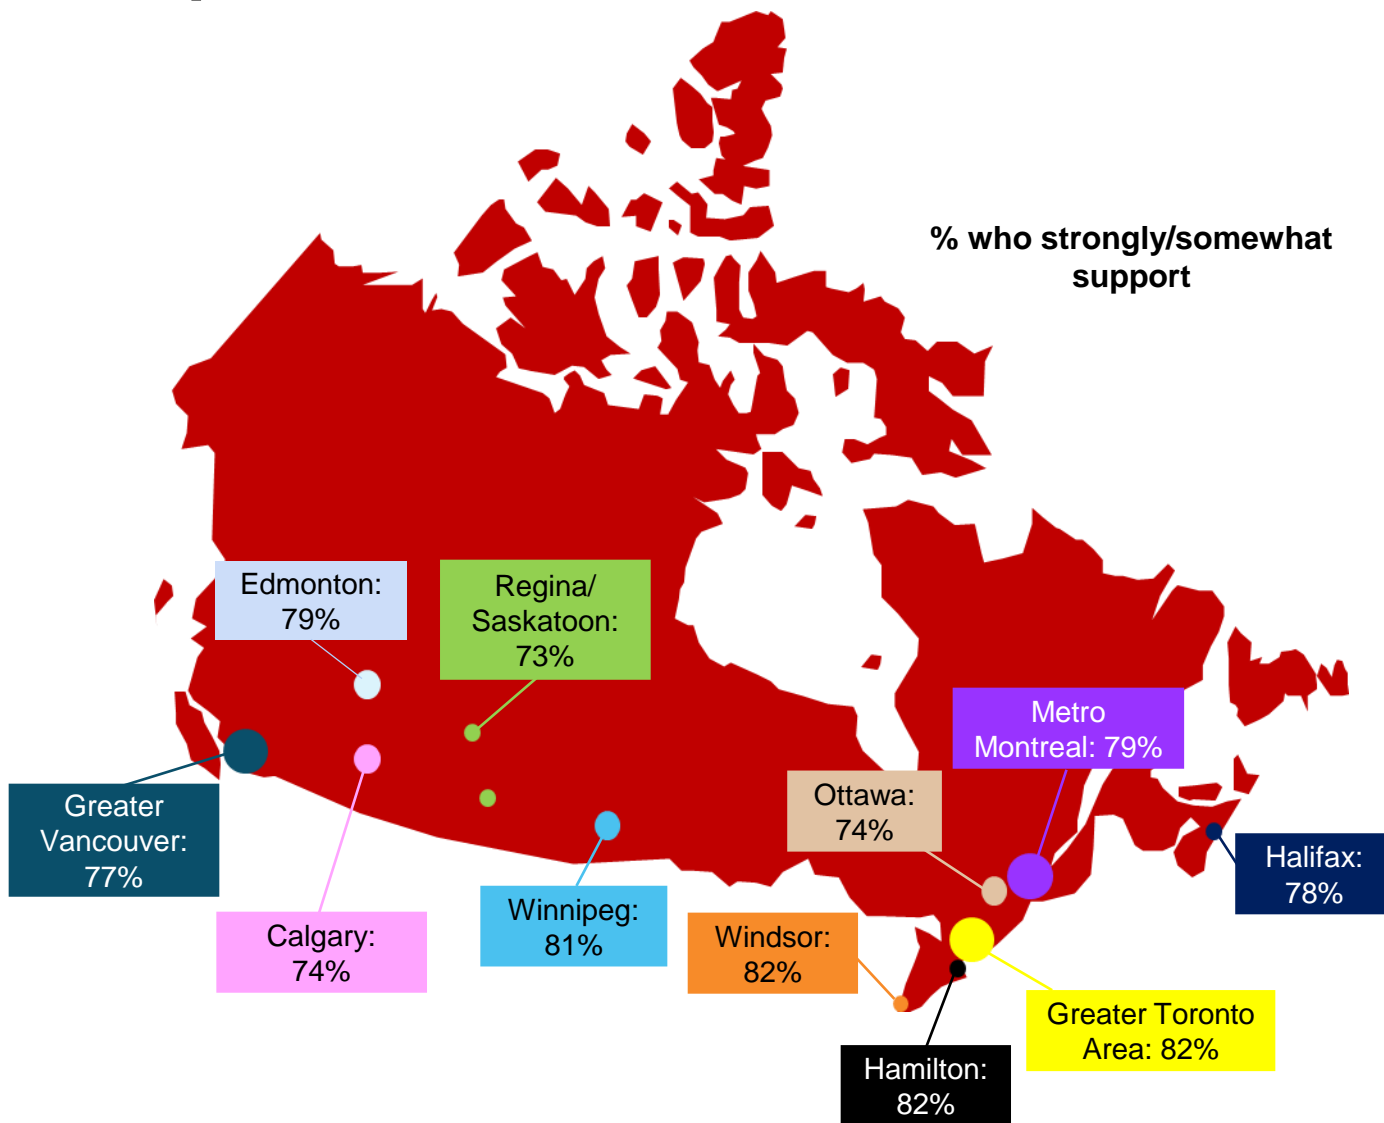 % who strongly/somewhat
support
Edmonton:
79%
Regina/
Saskatoon:
73%
Metro
Montreal: 79%
Greater
Vancouver:
77%
Ottawa:
74%
Halifax:
78%
Calgary:
74%
Winnipeg:
81%
Windsor:
82%
Greater Toronto
Area: 82%
Hamilton:
82%